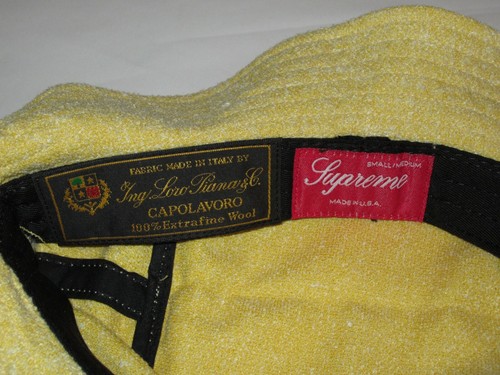 FABRIC MADE IN ITALY BY
Ing. Loro Piana & C.
CAPOLAVORO
100% Extrafine Wool
SMALL/MEDIUM
Supreme
MADE IN U.S.A.